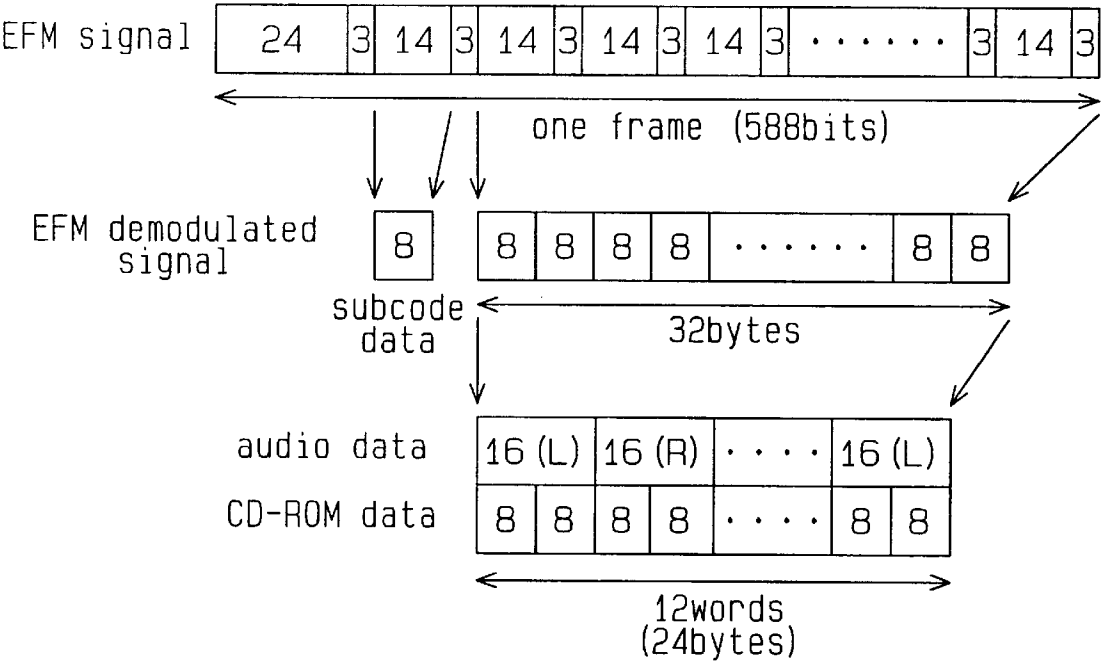 EFM signal 24 3 14 3 14 3 14 3 14 3 ······ 3 14 3
one frame (588bits)
EFM demodulated
signal
8 8 8 8 8 ······ 8 8
subcode
data
32bytes
audio data 16 (L) 16 (R) ···· 16 (L)
CD-ROM data 8 8 8 8 ···· 8 8
12words
(24bytes)